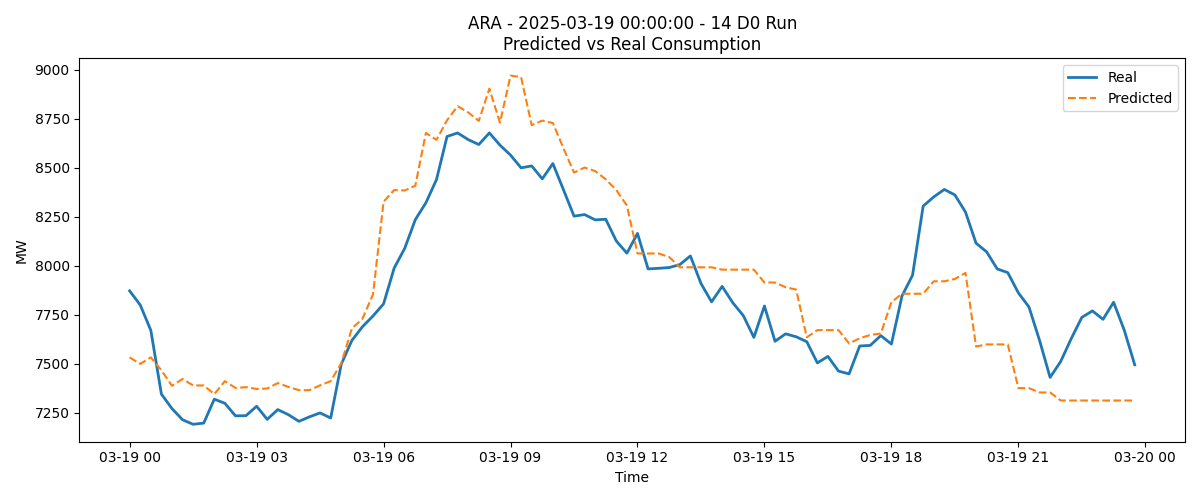 ARA - 2025-03-19 00:00:00 - 14 D0 Run
Predicted vs Real Consumption
Real
Predicted
MW
9000
8750
8500
8250
8000
7750
7500
7250
03-19 00
03-19 03
03-19 06
03-19 09
03-19 12
03-19 15
03-19 18
03-19 21
03-20 00
Time